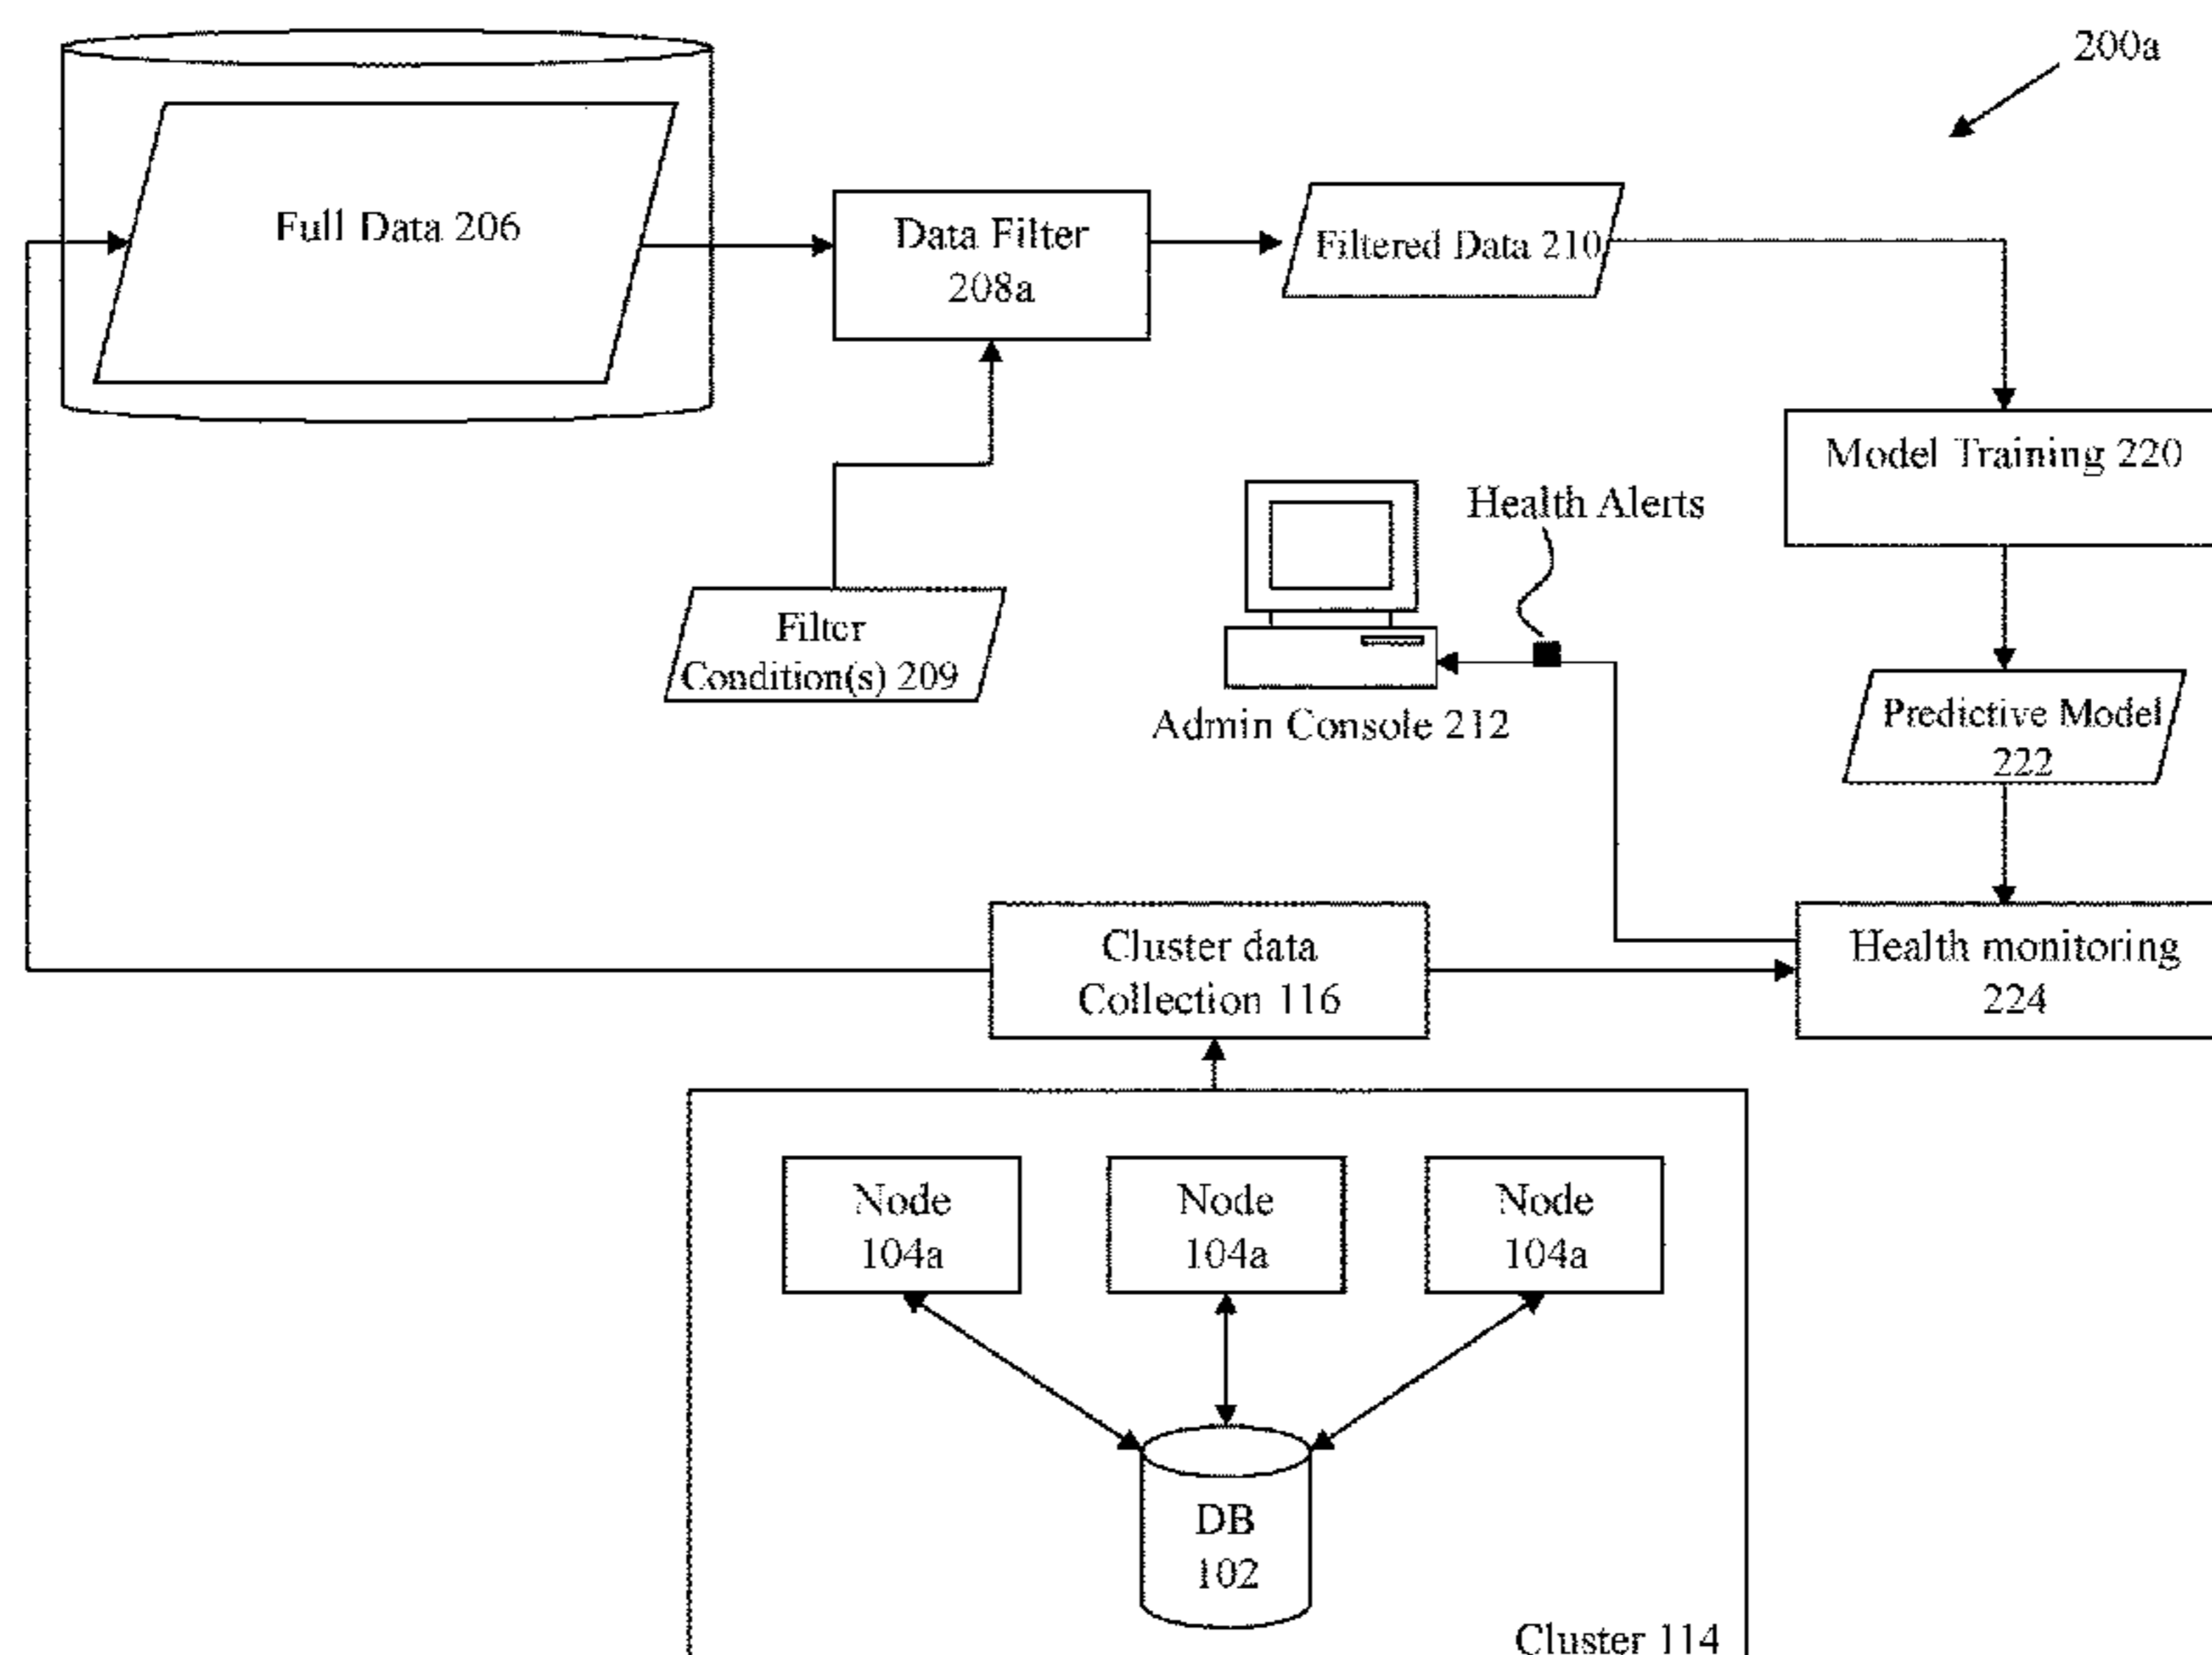 200a
Full Data 206
Data Filter
208a
Filtered Data 210
Model Training 220
Health Alerts
Filter
Condition(s) 209
Admin Console 212
Predictive Model
222
Cluster data
Collection 116
Health monitoring
224
Node
104a
Node
104a
Node
104a
DB
102
Cluster 114